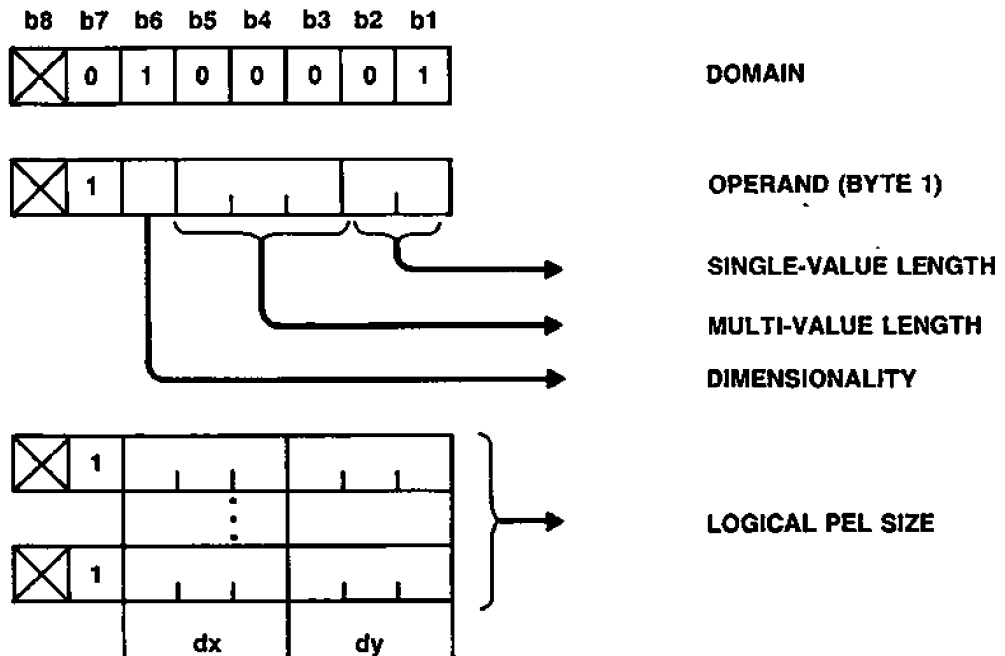 b8 b7 b6 b5 b4 b3 b2 b1
0 1 0 0 0 0 1 DOMAIN
1 OPERAND (BYTE 1)
SINGLE-VALUE LENGTH
MULTI-VALUE LENGTH
DIMENSIONALITY
1
LOGICAL PEL SIZE
1
dx dy